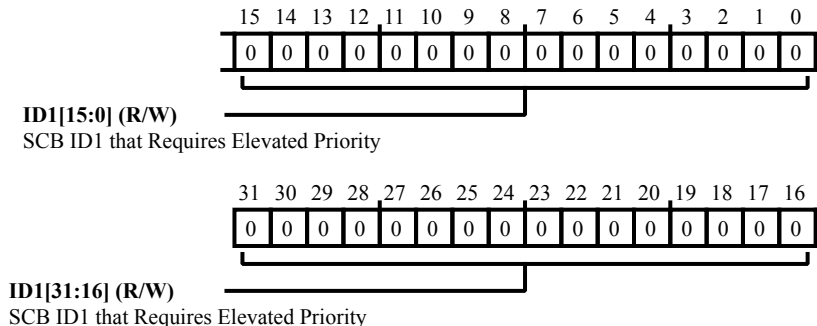 15 14 13 12 11 10 9 8 7 6 5 4 3 2 1 0
0 0 0 0 0 0 0 0 0 0 0 0 0 0 0 0
ID1[15:0] (R/W)
SCB ID1 that Requires Elevated Priority
31 30 29 28 27 26 25 24 23 22 21 20 19 18 17 16
0 0 0 0 0 0 0 0 0 0 0 0 0 0 0 0
ID1[31:16] (R/W)
SCB ID1 that Requires Elevated Priority